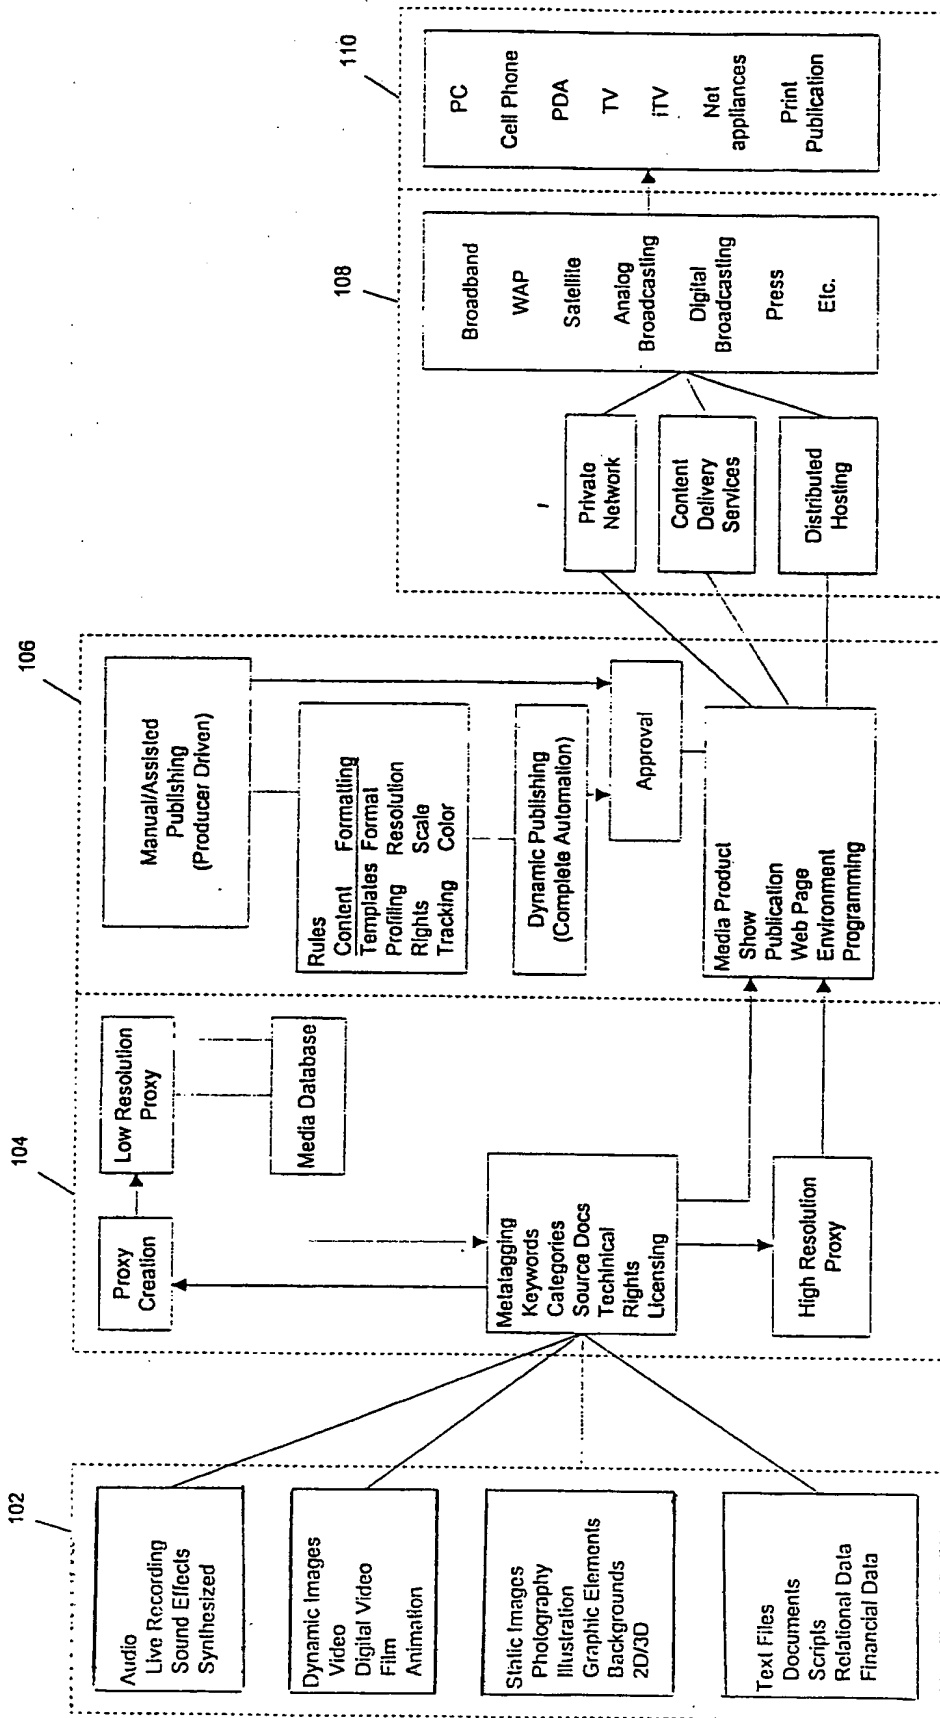 102
Audio
Live Recording
Sound Effects
Synthesized
Dynamic Images
Video
Digital Video
Film
Animation
Static Images
Photography
Illustration
Graphic Elements
Backgrounds
2D/3D
Text Files
Documents
Scripts
Relational Data
Financial Data
104
Proxy
Creation
Low Resolution
Proxy
Media Database
Metatagging
Keywords
Categories
Source Docs
Techinical
Rights
Licensing
High Resolution
Proxy
106
Manual/Assisted
Publishing
(Producer Driven)
Rules
Content Formatting
Templates Format
Profiling Resolution
Rights Scale
Tracking Color
Dynamic Publishing
(Complete Automation)
Approval
Media Product
Show
Publication
Web Page
Environment
Programming
108
Private
Network
Content
Delivery
Services
Distributed
Hosting
Broadband
WAP
Satellite
Analog
Broadcasting
Digital
Broadcasting
Press
Etc.
110
PC
Cell Phone
PDA
TV
iTV
Net
appliances
Print
Publication